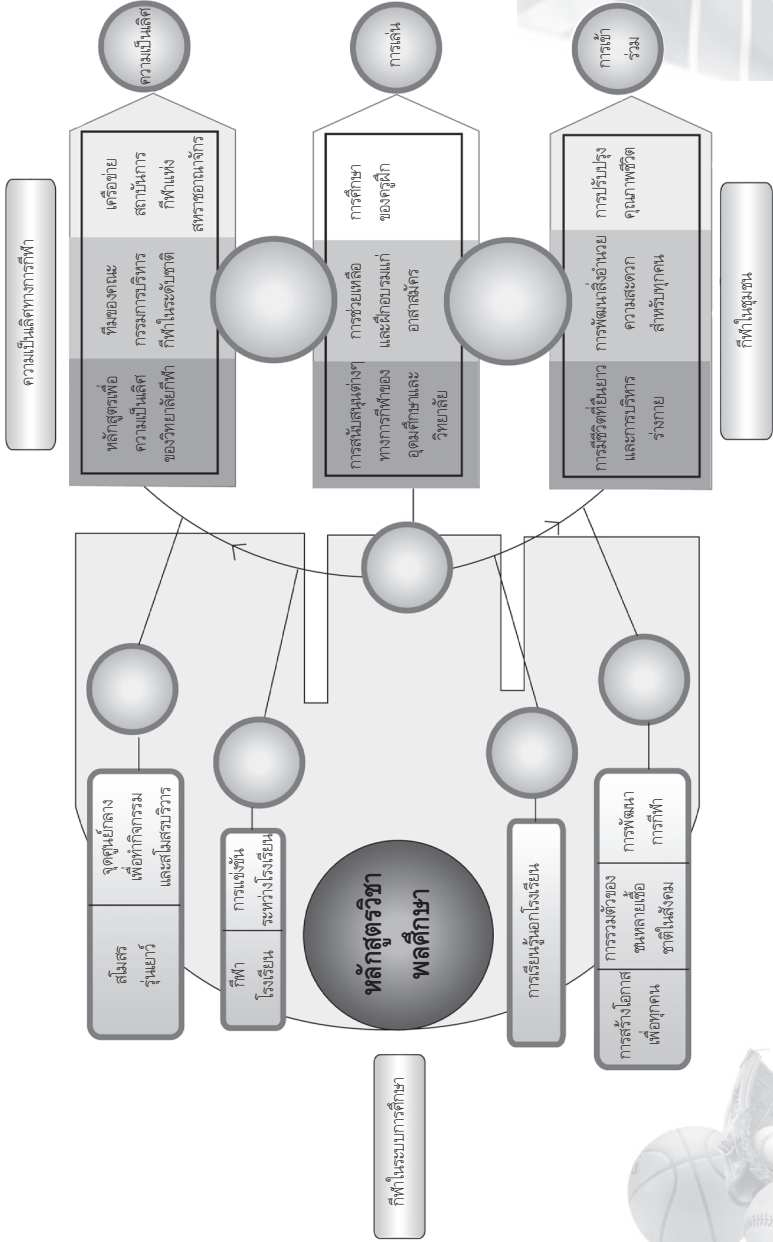 ความเป็นเลิศทางการกีฬา
หลักสูตรเพื่อ
ความเป็นเลิศ
ของวิทยาลัยกีฬา
ทีมของคณะ
กรรมการบริหาร
กีฬาในระดับชาติ
เครือข่าย
สถาบันการ
กีฬาแห่ง
สหราชอาณาจักร
ความเป็นเลิศ
การสนับสนุนต่างๆ
ทางการกีฬาของ
อุดมศึกษาและ
วิทยาลัย
การช่วยเหลือ
และฝึกอบรมแก่
อาสาสมัคร
การศึกษา
ของครูฝึก
การเล่น
การมีชีวิตที่ยืนยาว
และการบริหาร
ร่างกาย
การพัฒนาสิ่งอำนวย
ความสะดวก
สำหรับทุกคน
การปรับปรุง
คุณภาพชีวิต
การเข้า
ร่วม
กีฬาในชุมชน
สโมสร
รุ่นเยาว์
จุดศูนย์กลาง
เพื่อทำกิจกรรม
และสโมสรบริวาร
กีฬา
โรงเรียน
การแข่งขัน
ระหว่างโรงเรียน
หลักสูตรวิชา
พลศึกษา
การเรียนรู้นอกโรงเรียน
การสร้างโอกาส
เพื่อทุกคน
การรวมตัวของ
ชนหลายเชื้อ
ชาติในสังคม
การพัฒนา
การกีฬา
กีฬาในระบบการศึกษา